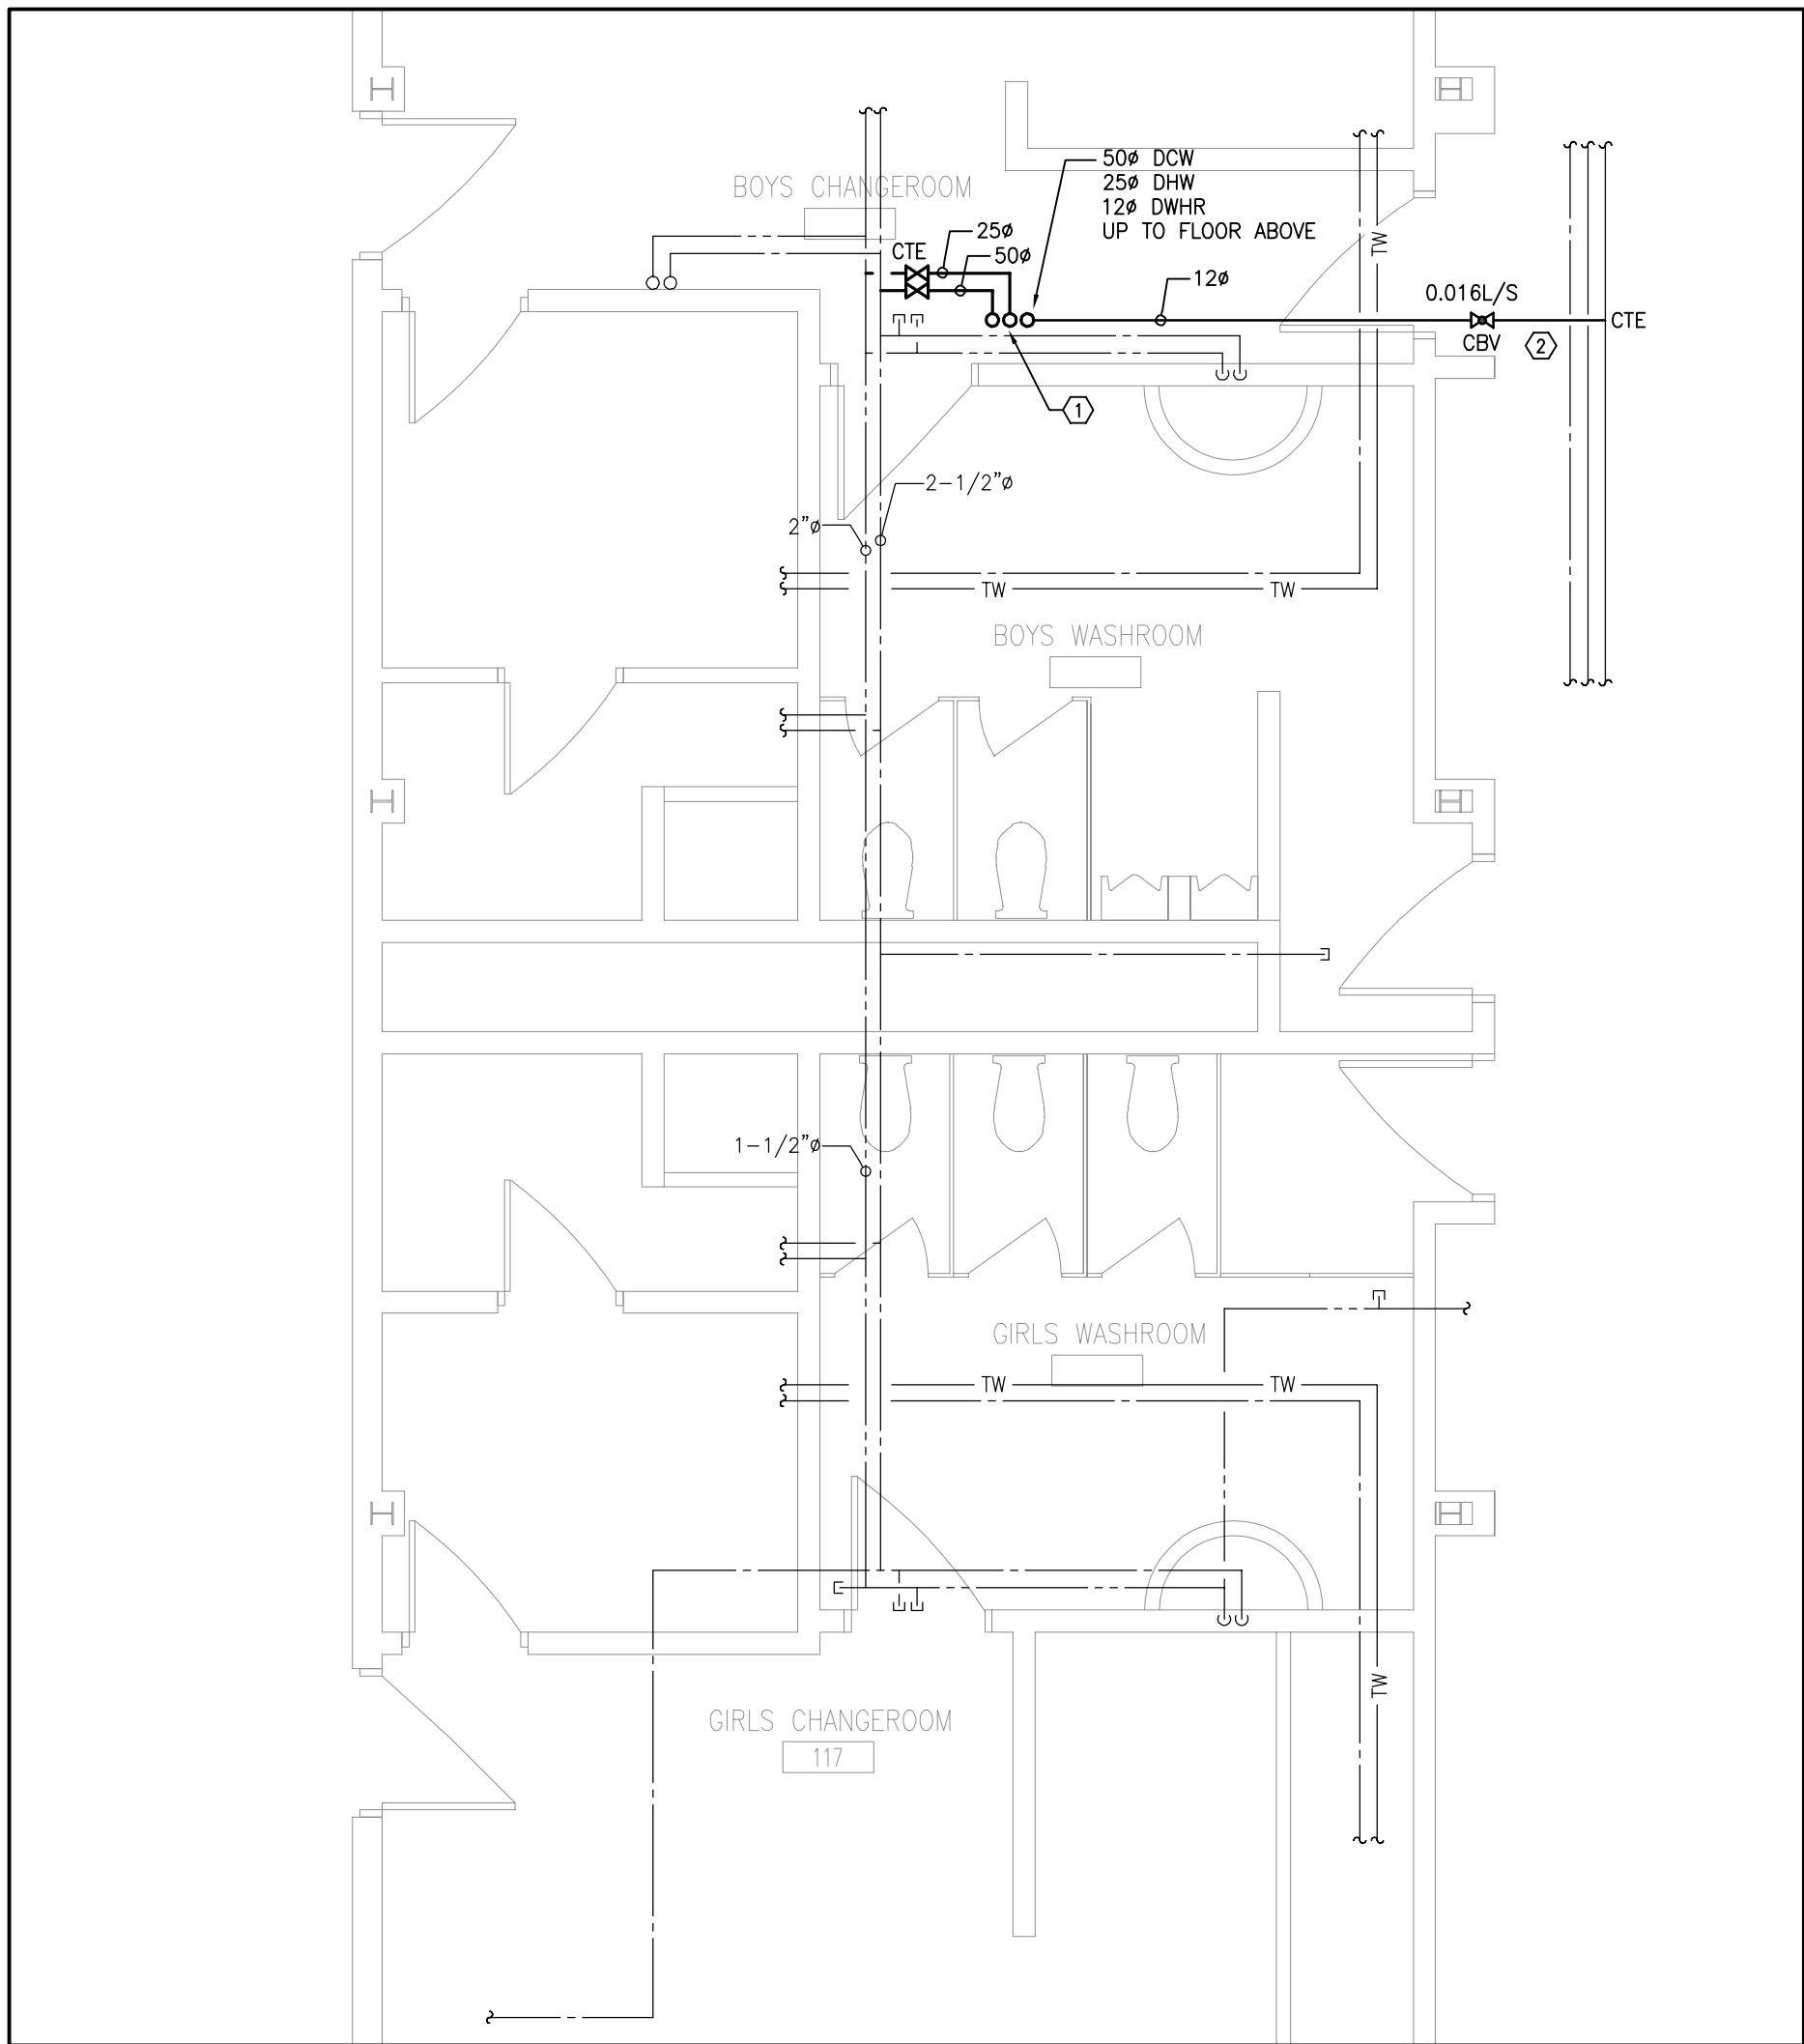 50ø DCW
25ø DHW
12ø DWHR
UP TO FLOOR ABOVE
BOYS CHANGEROOM
25ø
CTE
50ø
TW
12ø
0.016L/S
CTE
CBV
2
1
2-1/2"ø
2"ø
TW
TW
BOYS WASHROOM
1-1/2"ø
GIRLS WASHROOM
TW
TW
TW
GIRLS CHANGEROOM
117